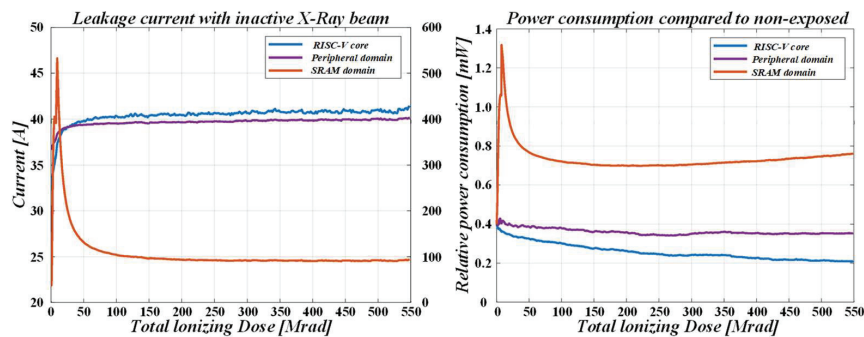 Leakage current with inactive X-Ray beam
50
45
40
35
30
25
20
600
500
400
300
200
100
0
Current [A]
RISC-V core
Peripheral domain
SRAM domain
0 50 100 150 200 250 300 350 400 450 500 550
Total Ionizing Dose [Mrad]
Power consumption compared to non-exposed
1.4
1.2
1.0
0.8
0.6
0.4
0.2
0
Relative power consumption [mW]
RISC-V core
Peripheral domain
SRAM domain
0 50 100 150 200 250 300 350 400 450 500 550
Total Ionizing Dose [Mrad]